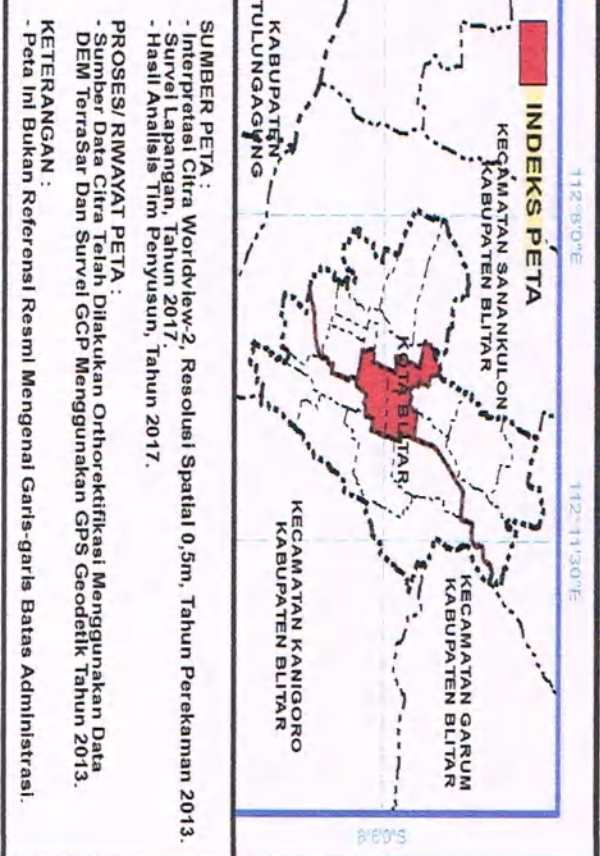 INDEKS PETA
112°8'0"E
112°11'30"E
KECAMATAN SANANKULON
KABUPATEN BLITAR
KECAMATAN GARUM
KABUPATEN BLITAR
KOTA BLITAR
8°6'0"S
KECAMATAN KANIGORO
KABUPATEN BLITAR
KABUPATEN
TULUNGAGUNG
SUMBER PETA :
- Interpretasi Citra Worldview-2, Resolusi Spatial 0,5m, Tahun Perekaman 2013.
- Survei Lapangan, Tahun 2017.
- Hasil Analisis Tim Penyusun, Tahun 2017.
PROSES/ RIWAYAT PETA :
- Sumber Data Citra Telah Dilakukan Orthorektifikasi Menggunakan Data
DEM TerraSar Dan Survei GCP Menggunakan GPS Geodetik Tahun 2013.
KETERANGAN :
- Peta Ini Bukan Referensi Resmi Mengenai Garis-garis Batas Administrasi.